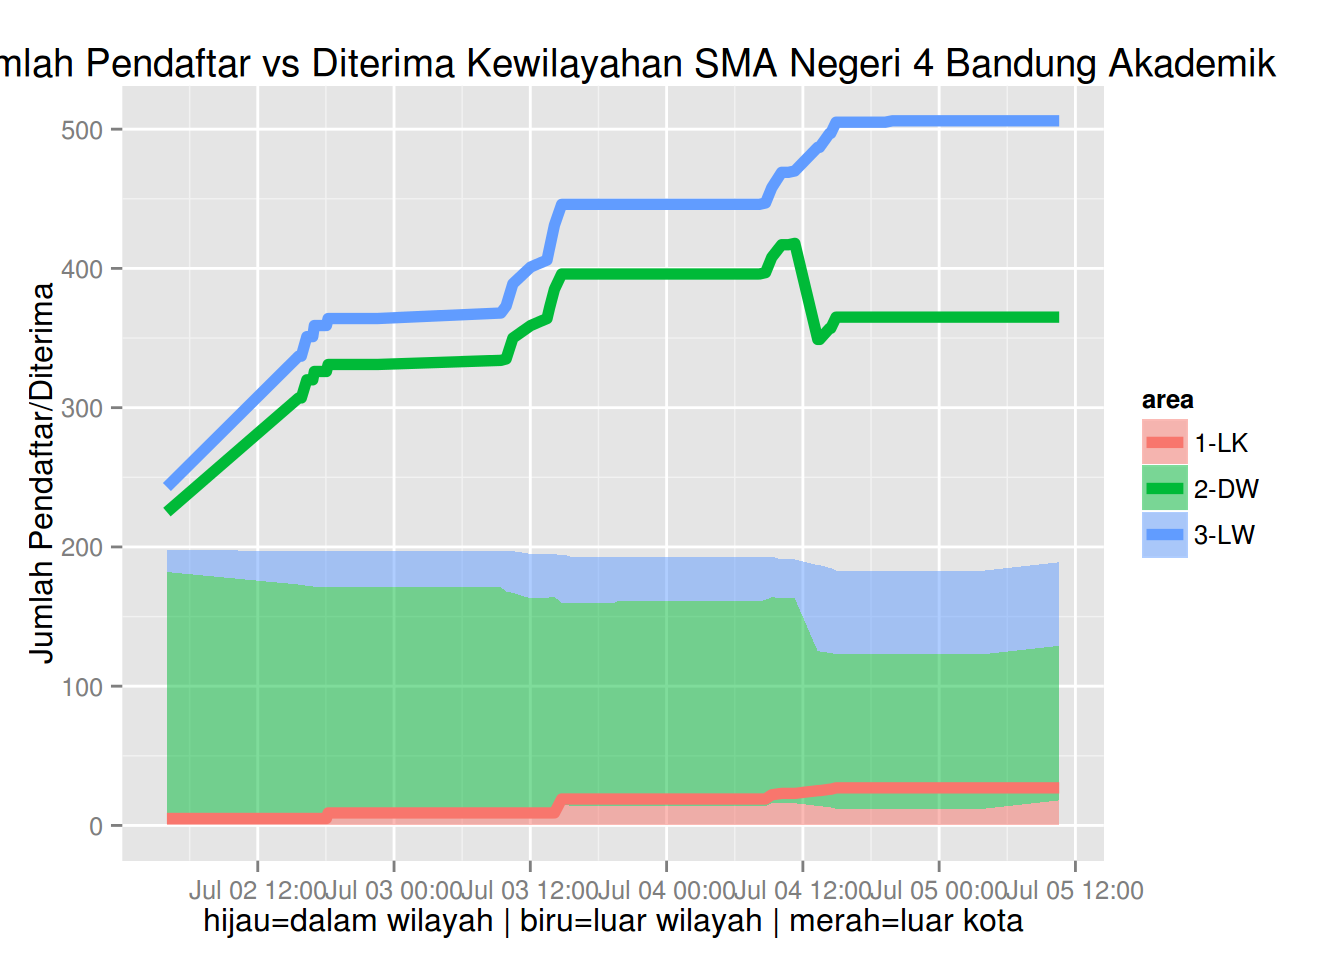 mlah Pendaftar vs Diterima Kewilayahan SMA Negeri 4 Bandung Akademik
500
400
300
200
100
0
Jumlah Pendaftar/Diterima
Jul 02 12:00 Jul 03 00:00 Jul 03 12:00 Jul 04 00:00 Jul 04 12:00 Jul 05 00:00 Jul 05 12:00
hijau=dalam wilayah | biru=luar wilayah | merah=luar kota
area
1-LK
2-DW
3-LW